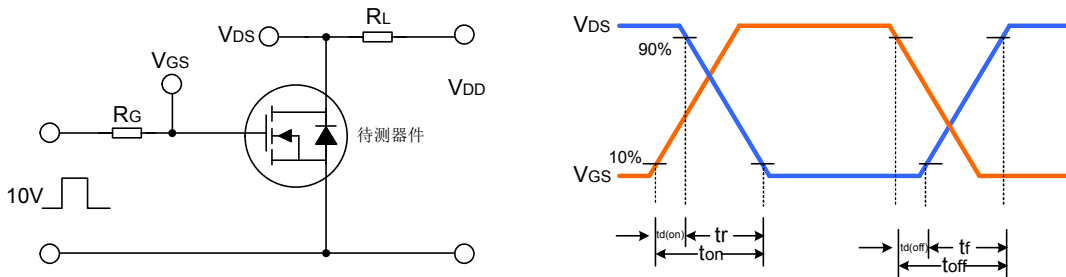 VDS
RL
VGS
RG
VDD
待测器件
10V
VDS
90%
10%
VGS
td(on)
tr
ton
td(off)
tf
toff